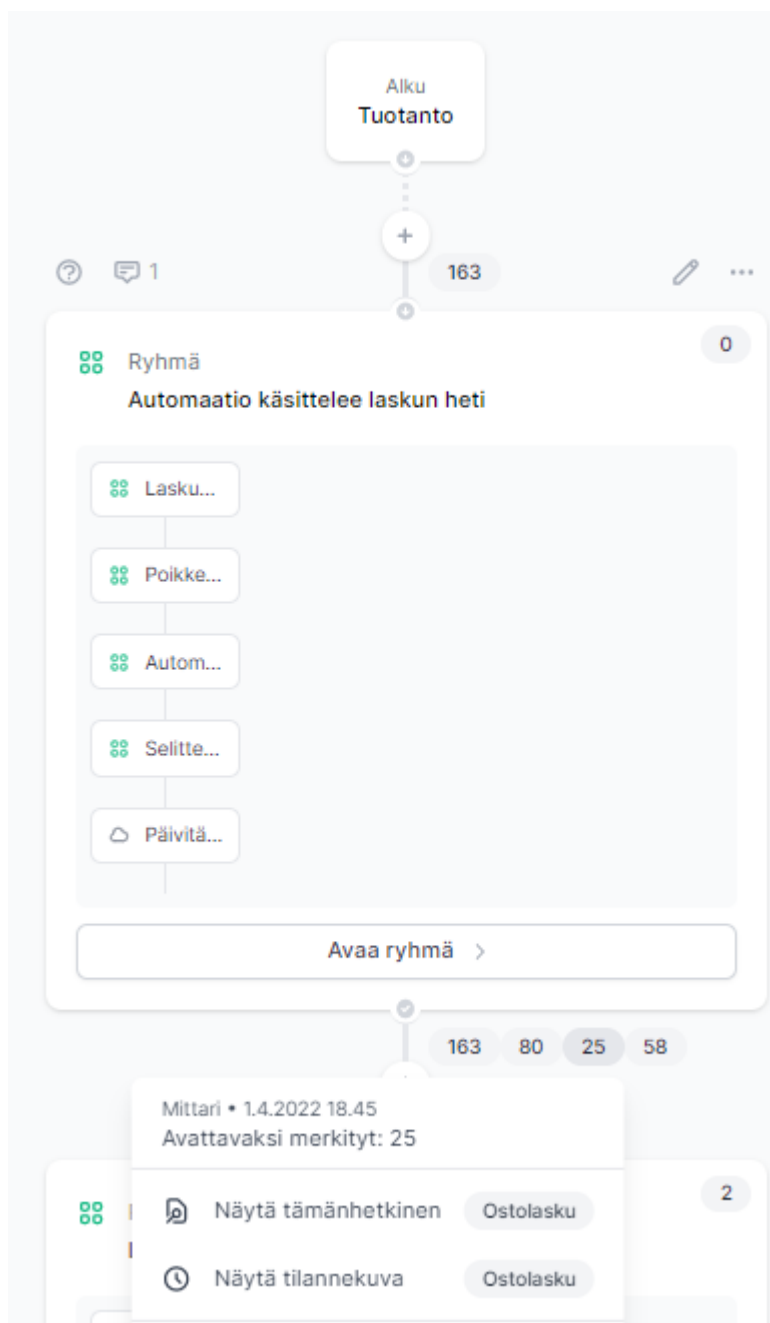 Alku
Tuotanto
1
163
0
Ryhmä
Automaatio käsittelee laskun heti
Lasku...
Poikke...
Autom...
Selitte...
Päivitä...
Avaa ryhmä
163 80 25 58
Mittari • 1.4.2022 18.45
Avattavaksi merkityt: 25
2
Näytä tämänhetkinen Ostolasku
Näytä tilannekuva Ostolasku